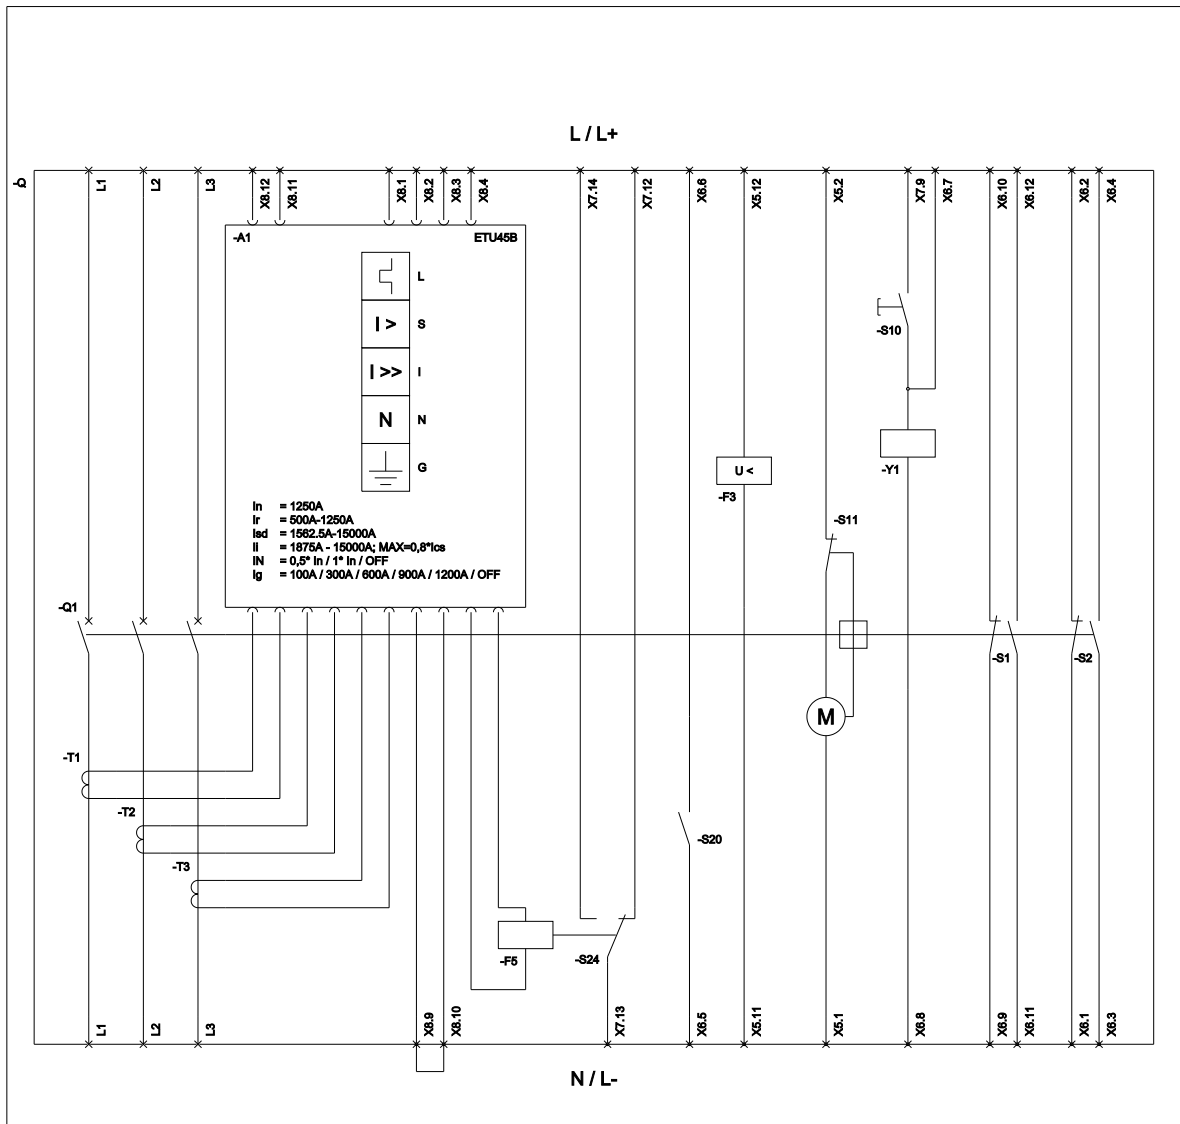 L / L+
-Q
L1
L2
L3
X8.12
X8.11
X8.1
X8.2
X8.3
X8.4
X7.14
X7.12
X6.6
X5.12
X5.2
X7.9
X6.7
X6.10
X6.12
X6.2
X6.4
-A1
ETU45B
L
I >
S
I >>
I
N
N
G
In = 1250A
Ir = 500A-1250A
Isd = 1562.5A-15000A
Ii = 1875A - 15000A; MAX=0,8*Ics
IN = 0,5* In / 1* In / OFF
Ig = 100A / 300A / 600A / 900A / 1200A / OFF
-S10
-Y1
U <
-F3
-S11
-Q1
-S1
-S2
M
-T1
-T2
-T3
-S20
-F5
-S24
L1
L2
L3
X8.9
X8.10
X7.13
X6.5
X5.11
X5.1
X6.8
X6.9
X6.11
X6.1
X6.3
N / L-